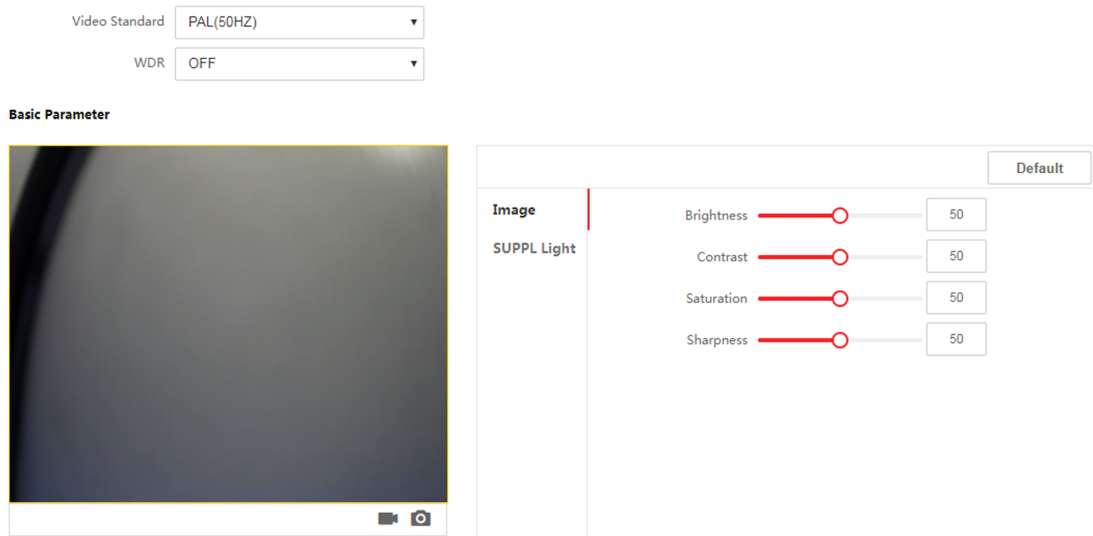 Video Standard PAL(50HZ)
WDR OFF
Basic Parameter
Default
Image
SUPPL Light
Brightness 50
Contrast 50
Saturation 50
Sharpness 50